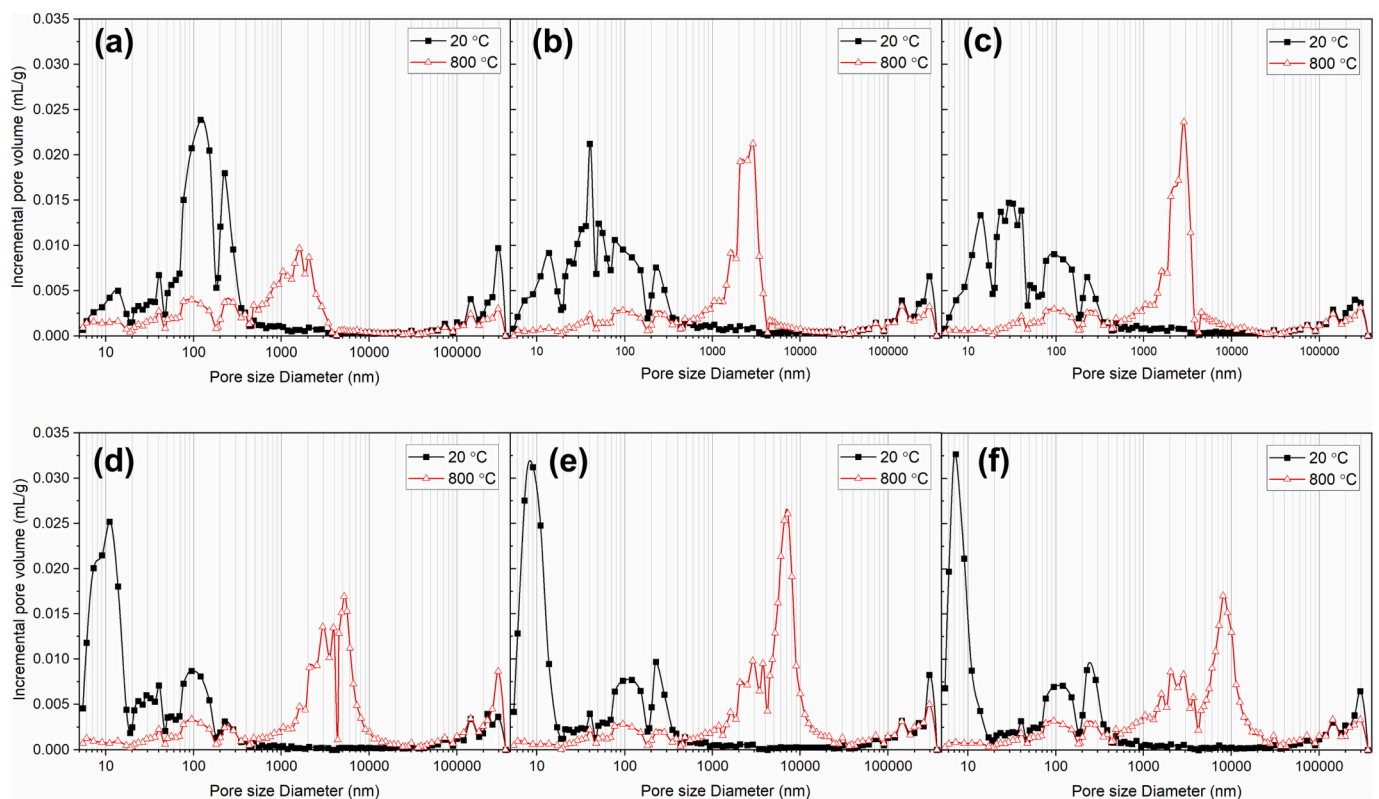 (a)
20 °C
800 °C
(b)
20 °C
800 °C
(c)
20 °C
800 °C
Incremental pore volume (mL/g)
0.035
0.030
0.025
0.020
0.015
0.010
0.005
0.000
10 100 1000 10000 100000
10 100 1000 10000 100000
10 100 1000 10000 100000
Pore size Diameter (nm)
Pore size Diameter (nm)
Pore size Diameter (nm)
(d)
20 °C
800 °C
(e)
20 °C
800 °C
(f)
20 °C
800 °C
Incremental pore volume (mL/g)
0.035
0.030
0.025
0.020
0.015
0.010
0.005
0.000
10 100 1000 10000 100000
10 100 1000 10000 100000
10 100 1000 10000 100000
Pore size Diameter (nm)
Pore size Diameter (nm)
Pore size Diameter (nm)